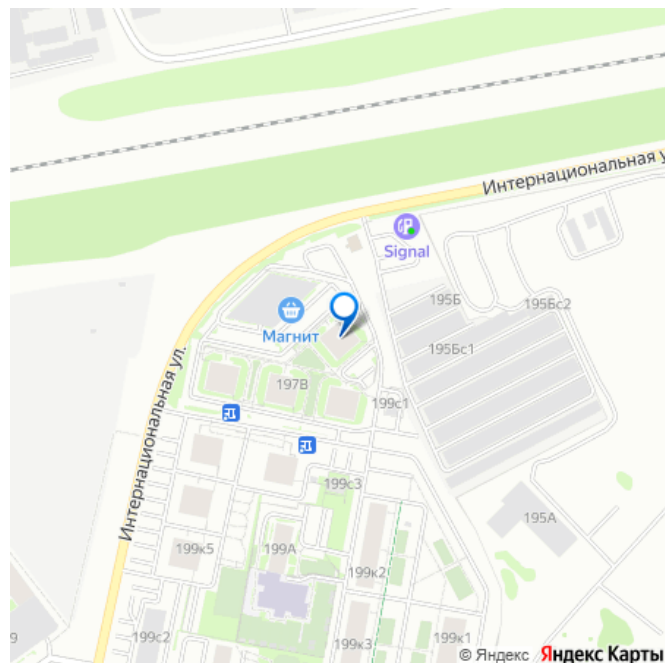 Интернациональная у
Signal
195Б
195Бс2
Магнит
195Бс1
197В
199с1
Интернациональная ул.
199с3
195А
199к5
199А
199к2
9
199с2
199к3
199к1
© Яндекс Яндекс Карты